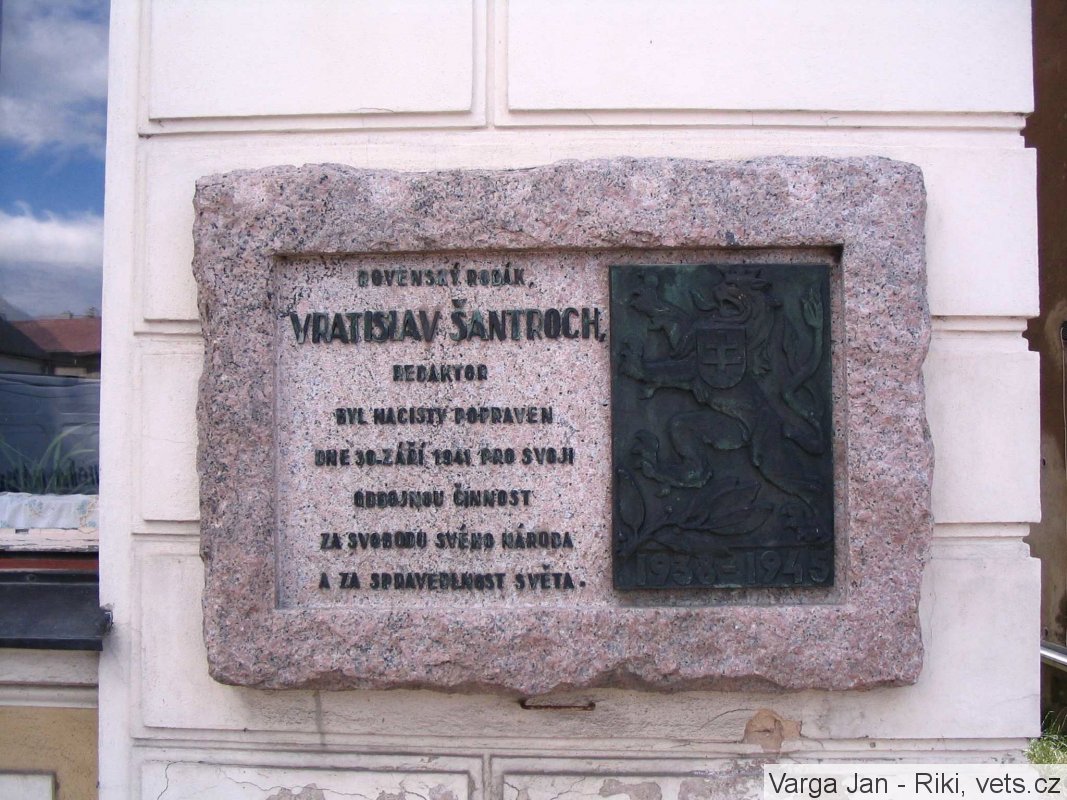 ROVENSKÝ RODÁK,
VRATISLAV ŠANTROCH,
REDAKTOR
BYL NACISTY POPRAVEN
DNE 30. ZÁŘÍ 1941 PRO SVOJI
ODBOJNOU ČINNOST
ZA SVOBODU SVÉHO NÁRODA
A ZA SPRAVEDLNOST SVĚTA.
1938-1945
Varga Jan - Riki, vets.cz